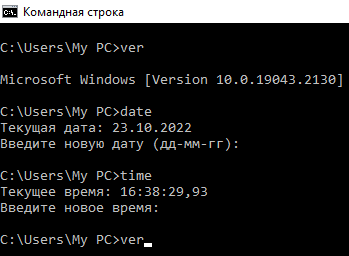 Командная строка
C:\Users\My PC>ver
Microsoft Windows [Version 10.0.19043.2130]
C:\Users\My PC>date
Текущая дата: 23.10.2022
Введите новую дату (дд-мм-гг):
C:\Users\My PC>time
Текущее время: 16:38:29,93
Введите новое время:
C:\Users\My PC>ver